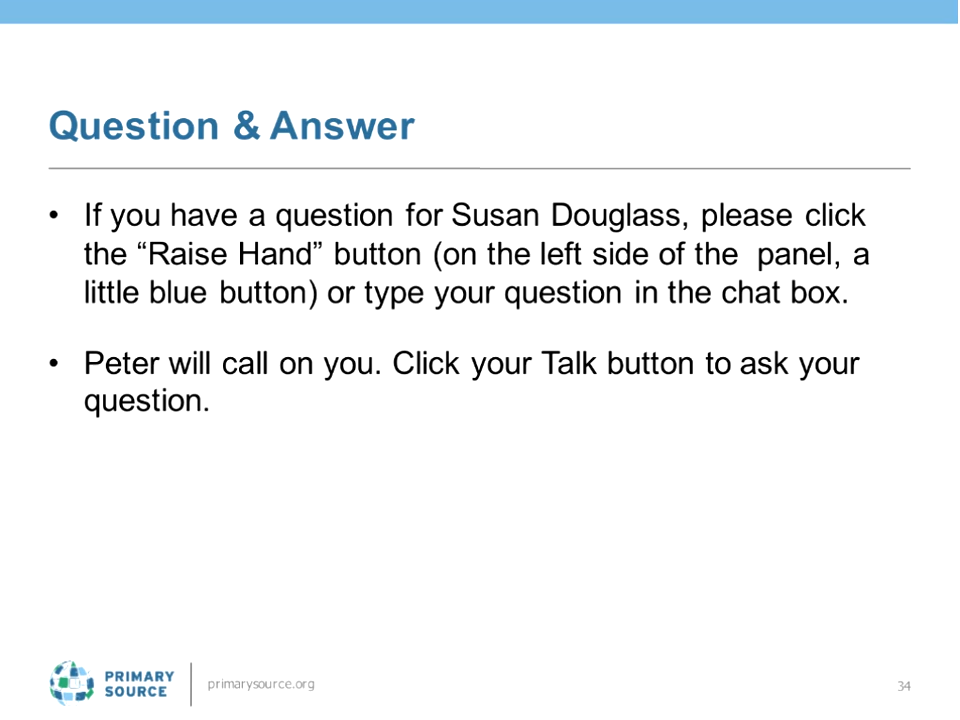 Question & Answer
• If you have a question for Susan Douglass, please click
the “Raise Hand” button (on the left side of the  panel, a
little blue button) or type your question in the chat box.
• Peter will call on you. Click your Talk button to ask your
question.
PRIMARY
SOURCE
primarysource.org
34